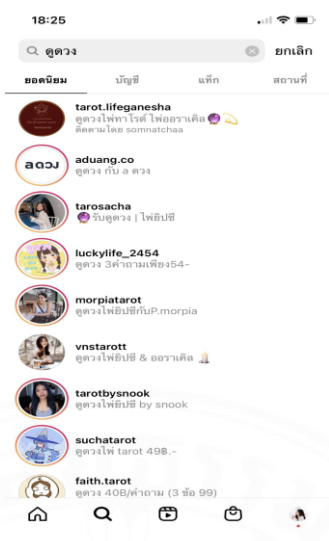 18:25
ดูดวง
ยกเลิก
ยอดนิยม
บัญชี
แท็ก
สถานที่
tarot.lifeganesha
ดูดวงไพ่ทาโรต์ ไพ่ออราเคิล🔮💫
ติดตามโดย somnatchaa
a ดวง
aduang.co
ดูดวง กับ a ดวง
tarosacha
🔮รับดูดวง | ไพ่ยิปซี
luckylife_2454
ดูดวง 3คำถามเพียง54-
morpiatarot
ดูดวงไพ่ยิปซีกับP.morpia
vnstarott
ดูดวงไพ่ยิปซี & ออราเคิล 🕯️
tarotbysnook
ดูดวงไพ่ยิปซี by snook
suchatarot
ดูดวงไพ่ tarot 49฿.-
faith.tarot
ดูดวง 40B/คำถาม (3 ข้อ 99)